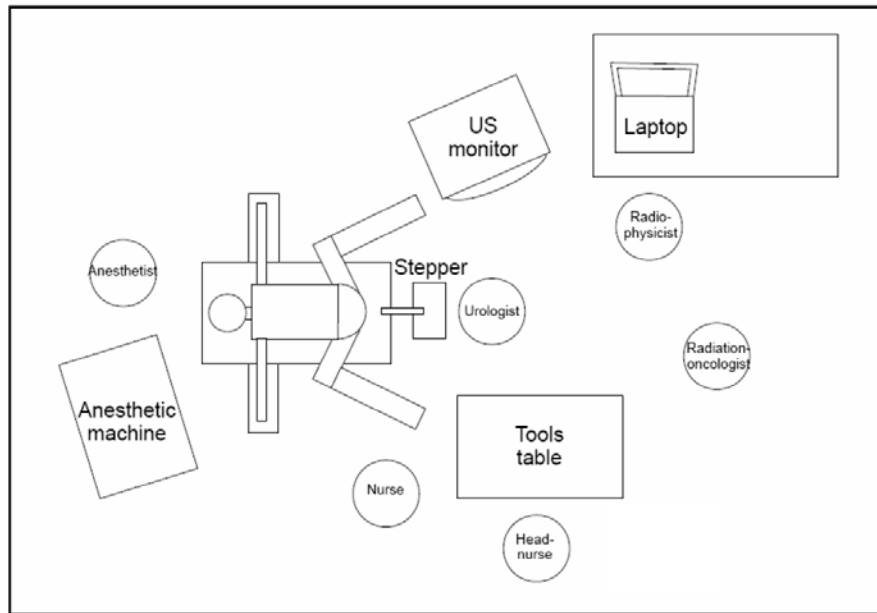 US
monitor
Laptop
Radio-
physicist
Anesthetist
Stepper
Urologist
Radiation-
oncologist
Anesthetic
machine
Tools
table
Nurse
Head-
nurse